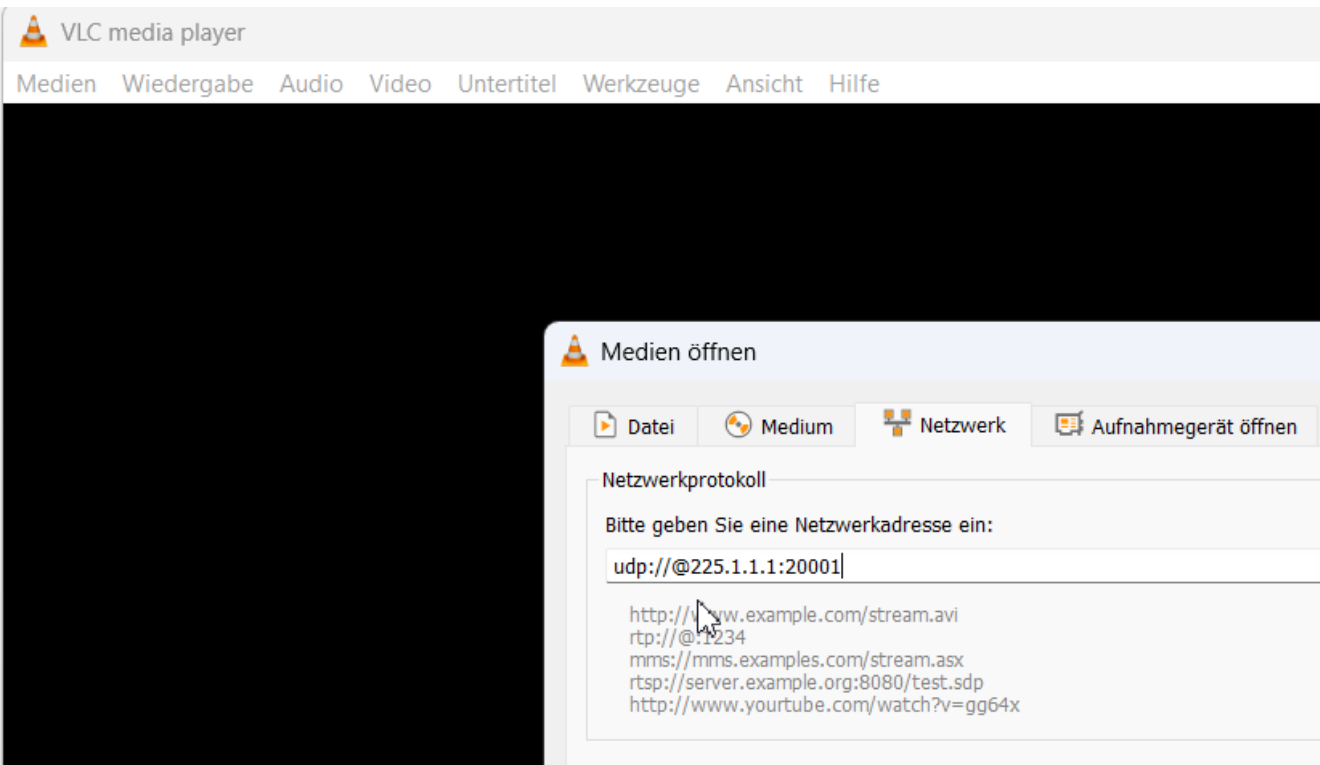 VLC media player
Medien Wiedergabe Audio Video Untertitel Werkzeuge Ansicht Hilfe
Medien öffnen
Datei Medium Netzwerk Aufnahmegerät öffnen
Netzwerkprotokoll
Bitte geben Sie eine Netzwerkadresse ein:
udp://@225.1.1.1:20001
http://www.example.com/stream.avi
rtp://@:1234
mms://mms.examples.com/stream.asx
rtsp://server.example.org:8080/test.sdp
http://www.yourtube.com/watch?v=gg64x